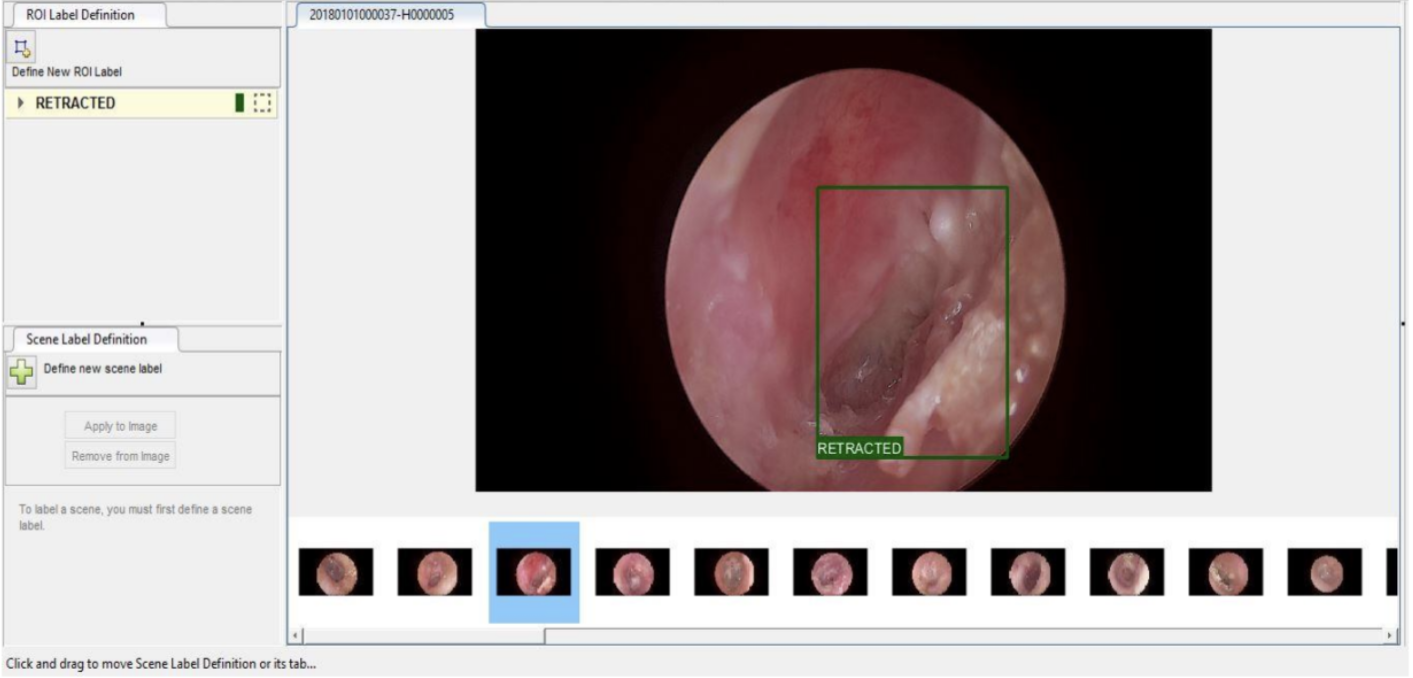 ROI Label Definition
Define New ROI Label
RETRACTED
Scene Label Definition
Define new scene label
Apply to Image
Remove from Image
To label a scene, you must first define a scene
label.
20180101000037-H0000005
RETRACTED
Click and drag to move Scene Label Definition or its tab...